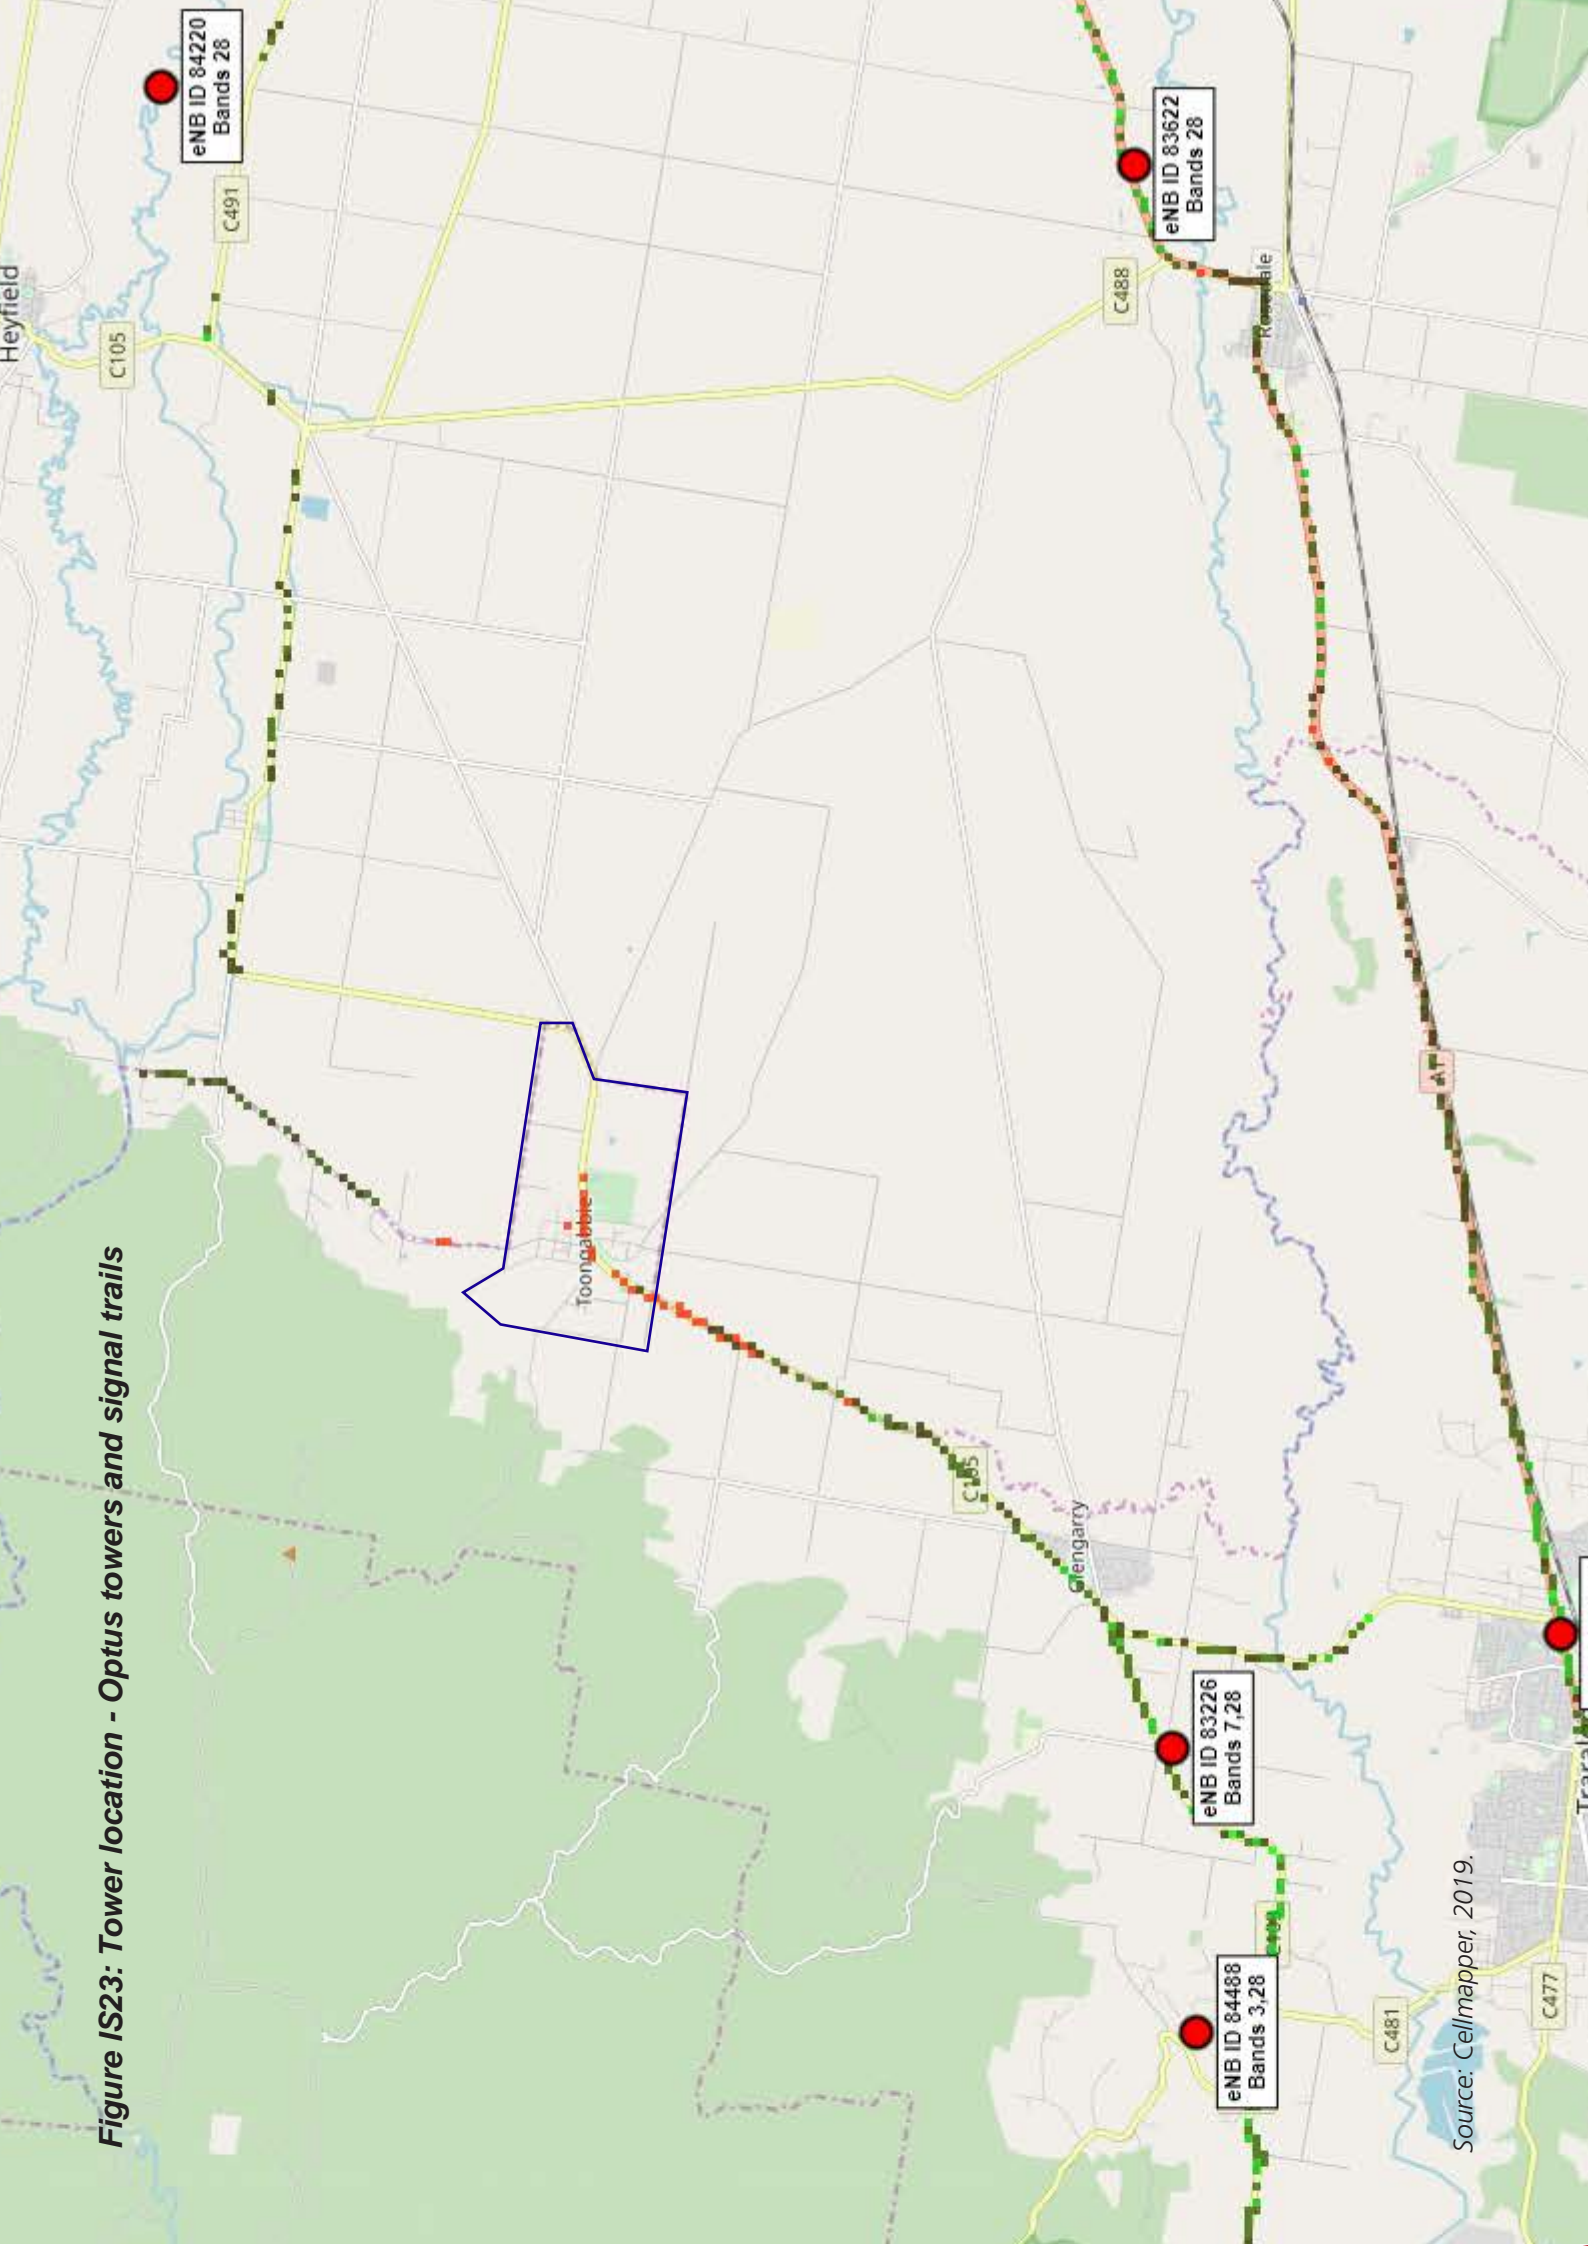 Figure IS23: Tower location - Optus towers and signal trails
Heyfield
eNB ID 84220
Bands 28
C491
C105
eNB ID 83622
Bands 28
C488
Rosedale
Toongabbie
A1
C105
Glengarry
eNB ID 83226
Bands 7,28
eNB ID 84488
Bands 3,28
C481
C477
Source: Cellmapper, 2019.